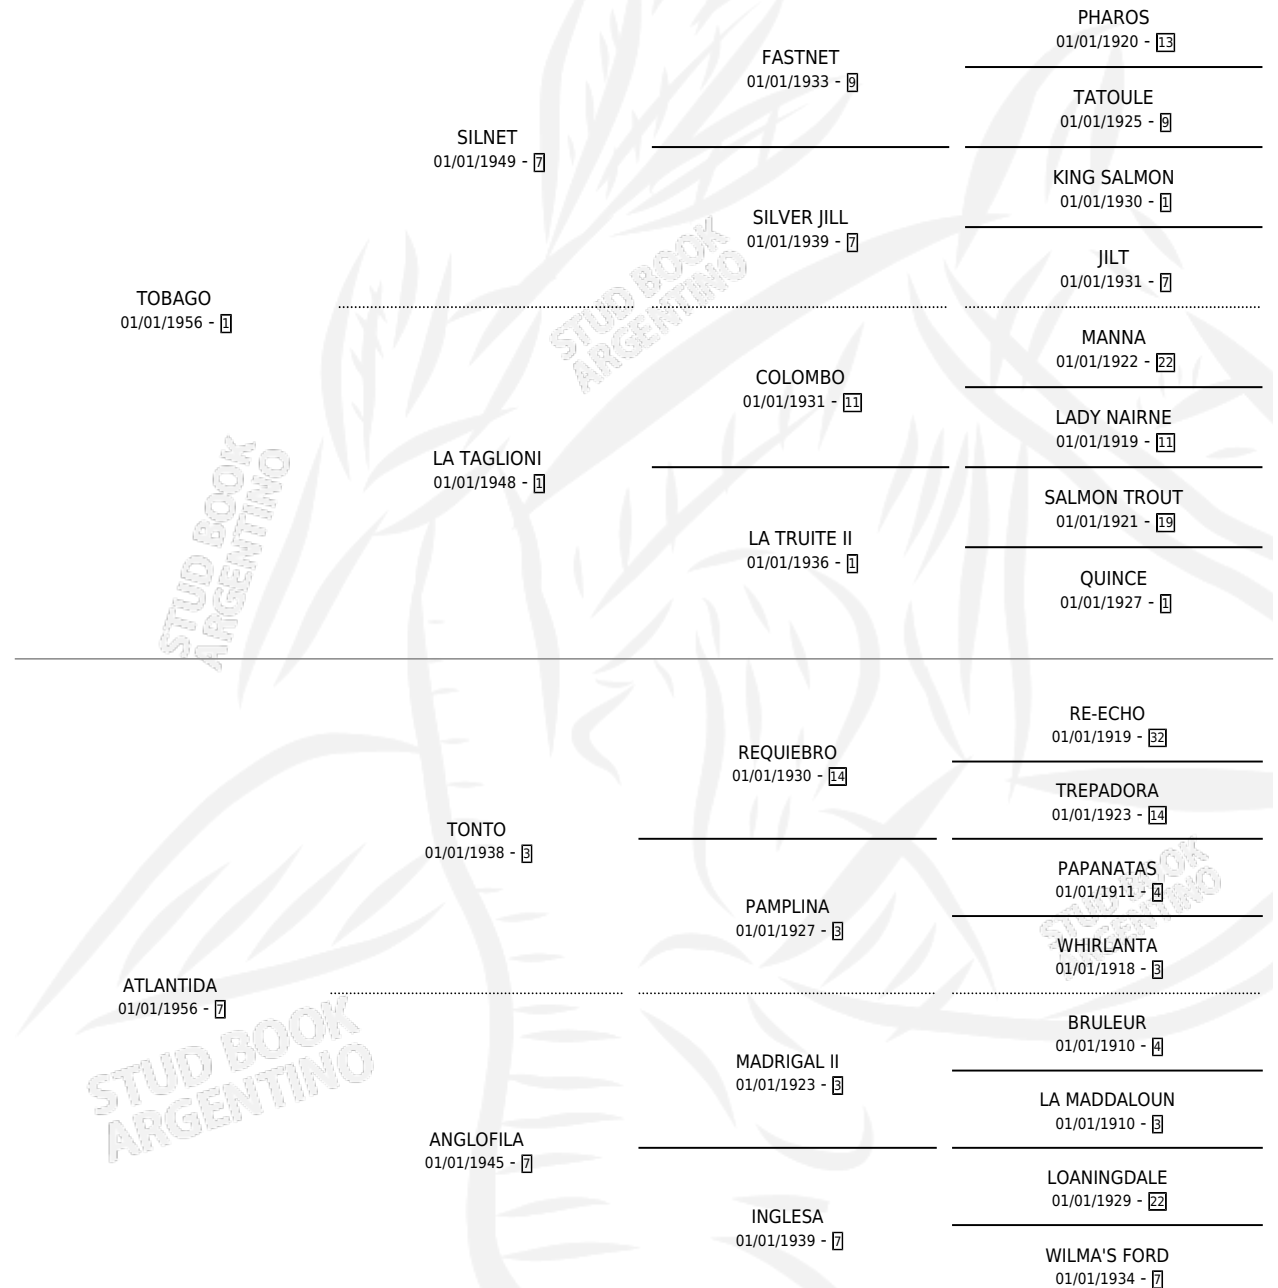 PHAROS
01/01/1920 - 13
FASTNET
01/01/1933 - 9
TATOULE
01/01/1925 - 9
SILNET
01/01/1949 - 7
KING SALMON
01/01/1930 - 1
SILVER JILL
01/01/1939 - 7
JILT
01/01/1931 - 7
TOBAGO
01/01/1956 - 1
MANNA
01/01/1922 - 22
COLOMBO
01/01/1931 - 11
LADY NAIRNE
01/01/1919 - 11
LA TAGLIONI
01/01/1948 - 1
SALMON TROUT
01/01/1921 - 19
LA TRUITE II
01/01/1936 - 1
QUINCE
01/01/1927 - 1
STUD BOOK
ARGENTINO
STUD BOOK
ARGENTINO
RE-ECHO
01/01/1919 - 32
REQUIEBRO
01/01/1930 - 14
TREPADORA
01/01/1923 - 14
TONTO
01/01/1938 - 3
PAPANATAS
01/01/1911 - 4
PAMPLINA
01/01/1927 - 3
WHIRLANTA
01/01/1918 - 3
ATLANTIDA
01/01/1956 - 7
BRULEUR
01/01/1910 - 4
MADRIGAL II
01/01/1923 - 3
LA MADDALOUN
01/01/1910 - 3
ANGLOFILA
01/01/1945 - 7
LOANINGDALE
01/01/1929 - 22
INGLESA
01/01/1939 - 7
WILMA'S FORD
01/01/1934 - 7
STUD BOOK
ARGENTINO
STUD BOOK
ARGENTINO